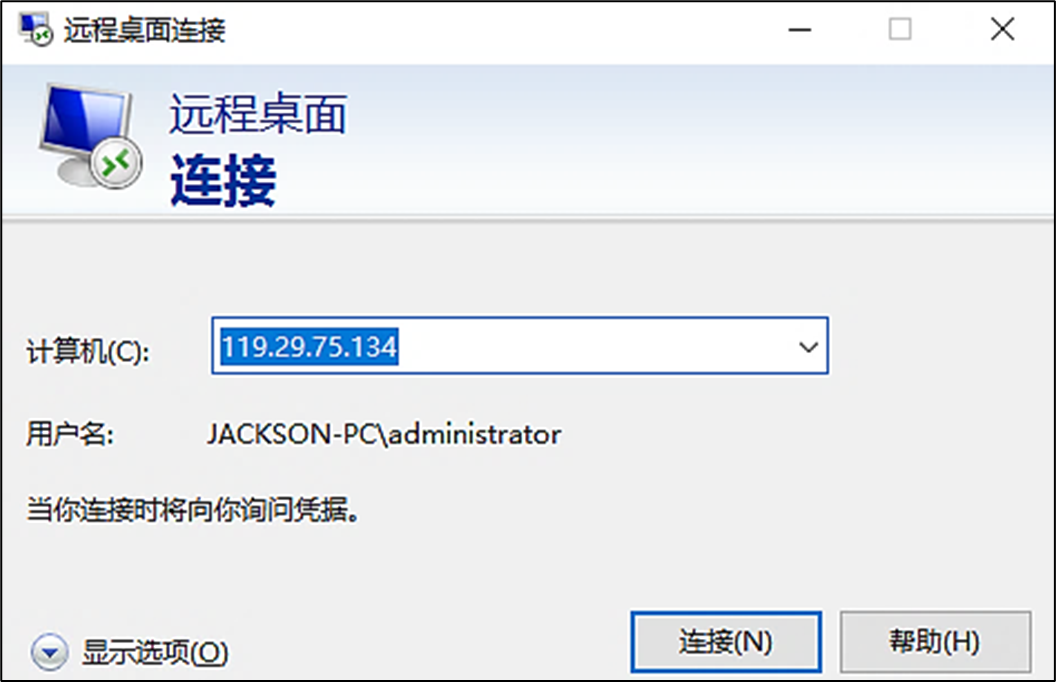 远程桌面连接
远程桌面
连接
计算机(C): 119.29.75.134
用户名: JACKSON-PC\administrator
当你连接时将向你询问凭据。
显示选项(O) 连接(N) 帮助(H)